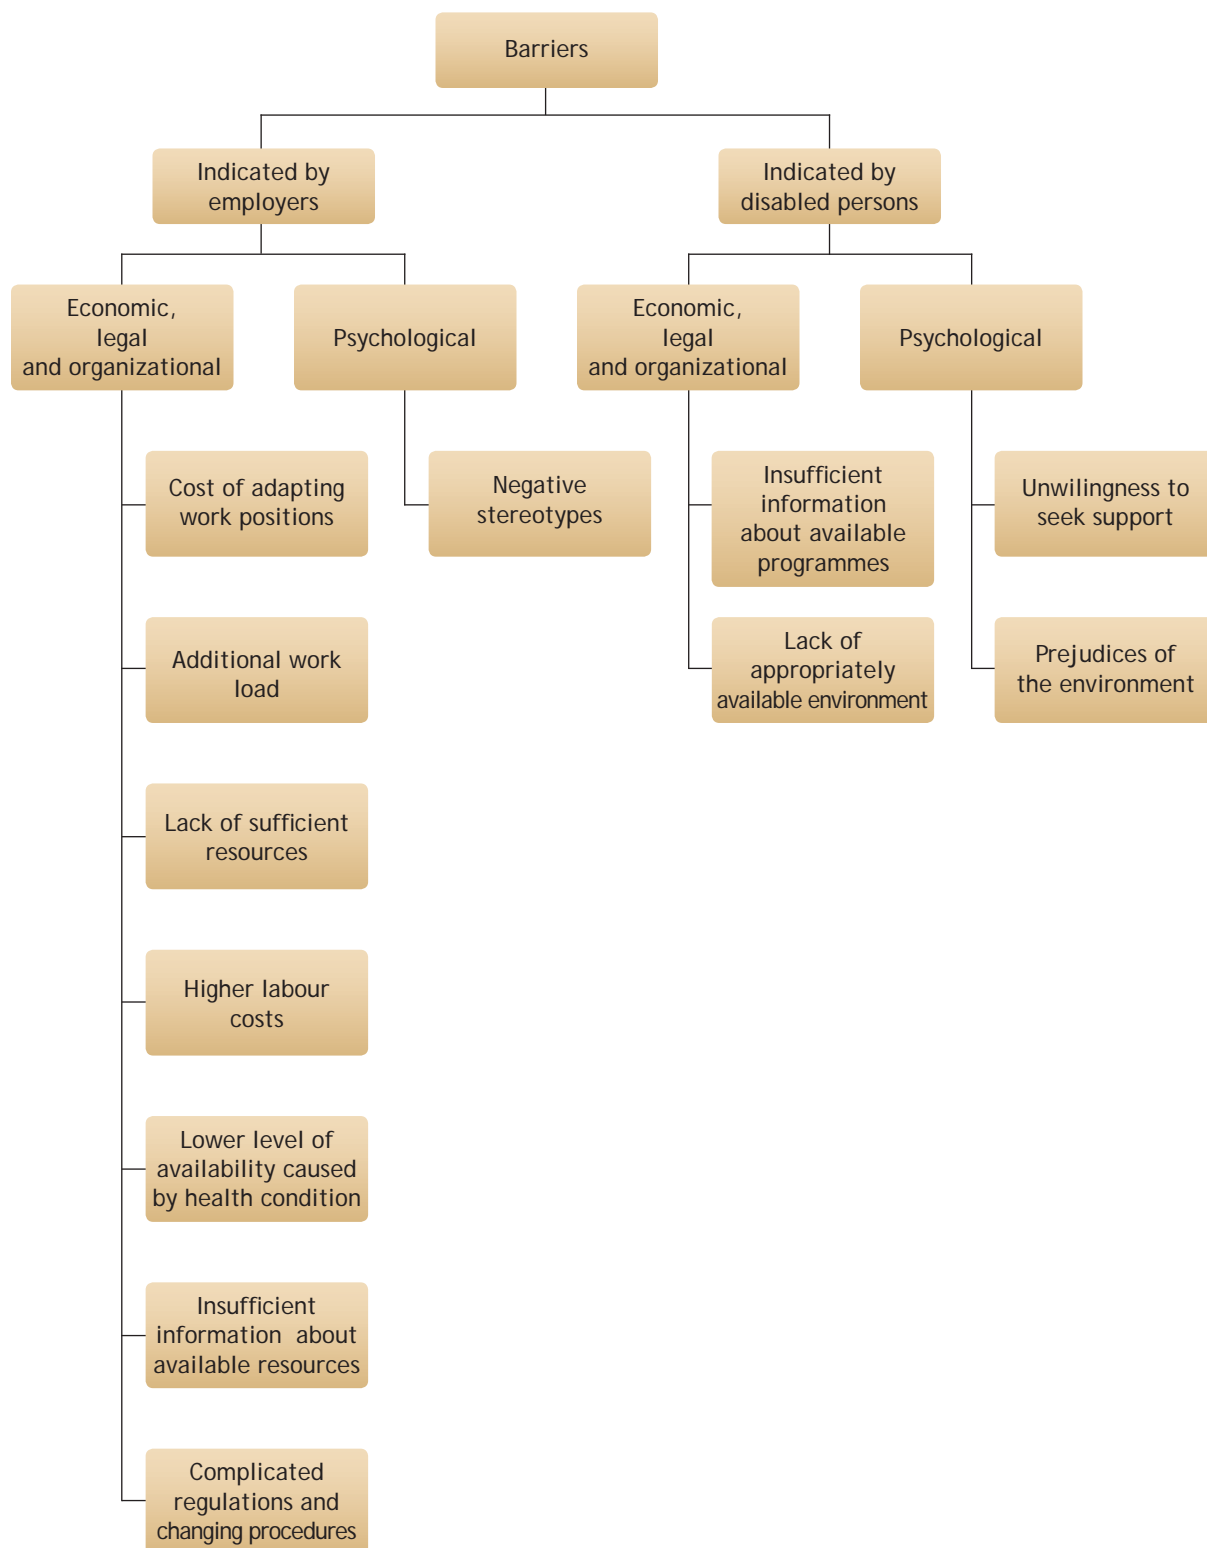 Barriers
Indicated by
employers
Indicated by
disabled persons
Economic,
legal
and organizational
Psychological
Economic,
legal
and organizational
Psychological
Cost of adapting
work positions
Negative
stereotypes
Insufficient
information
about available
programmes
Unwilingness to
seek support
Additional work
load
Lack of
appropriately
available environment
Prejudices of
the environment
Lack of sufficient
resources
Higher labour
costs
Lower level of
availability caused
by health condition
Insufficient
information about
available resources
Complicated
regulations and
changing procedures